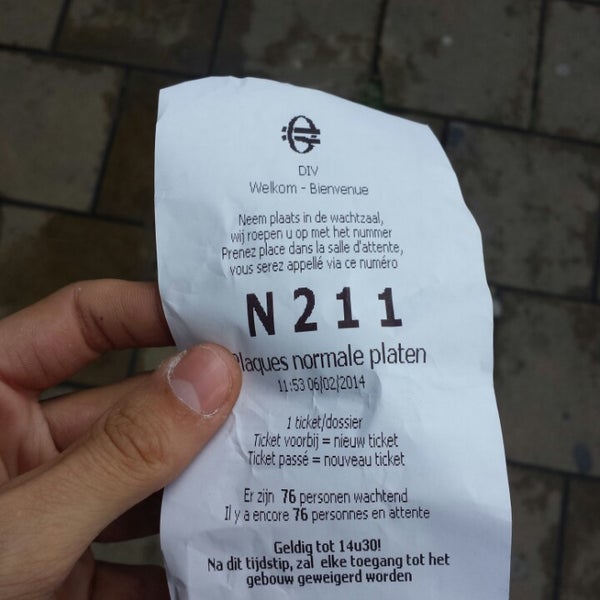 DIV
Welkom - Bienvenue
Neem plaats in de wachtzaal,
wij roepen u op met het nummer
Prenez place dans la salle d'attente,
vous serez appellé via ce numéro
N 2 1 1
laques normale platen
11:53 06/02/2014
1 ticket/dossier
Ticket voorbij = nieuw ticket
Ticket passé = nouveau ticket
Er zijn 76 personen wachtend
Il y a encore 76 personnes en attente
Geldig tot 14u30!
Na dit tijdstip, zal elke toegang tot het
gebouw geweigerd worden